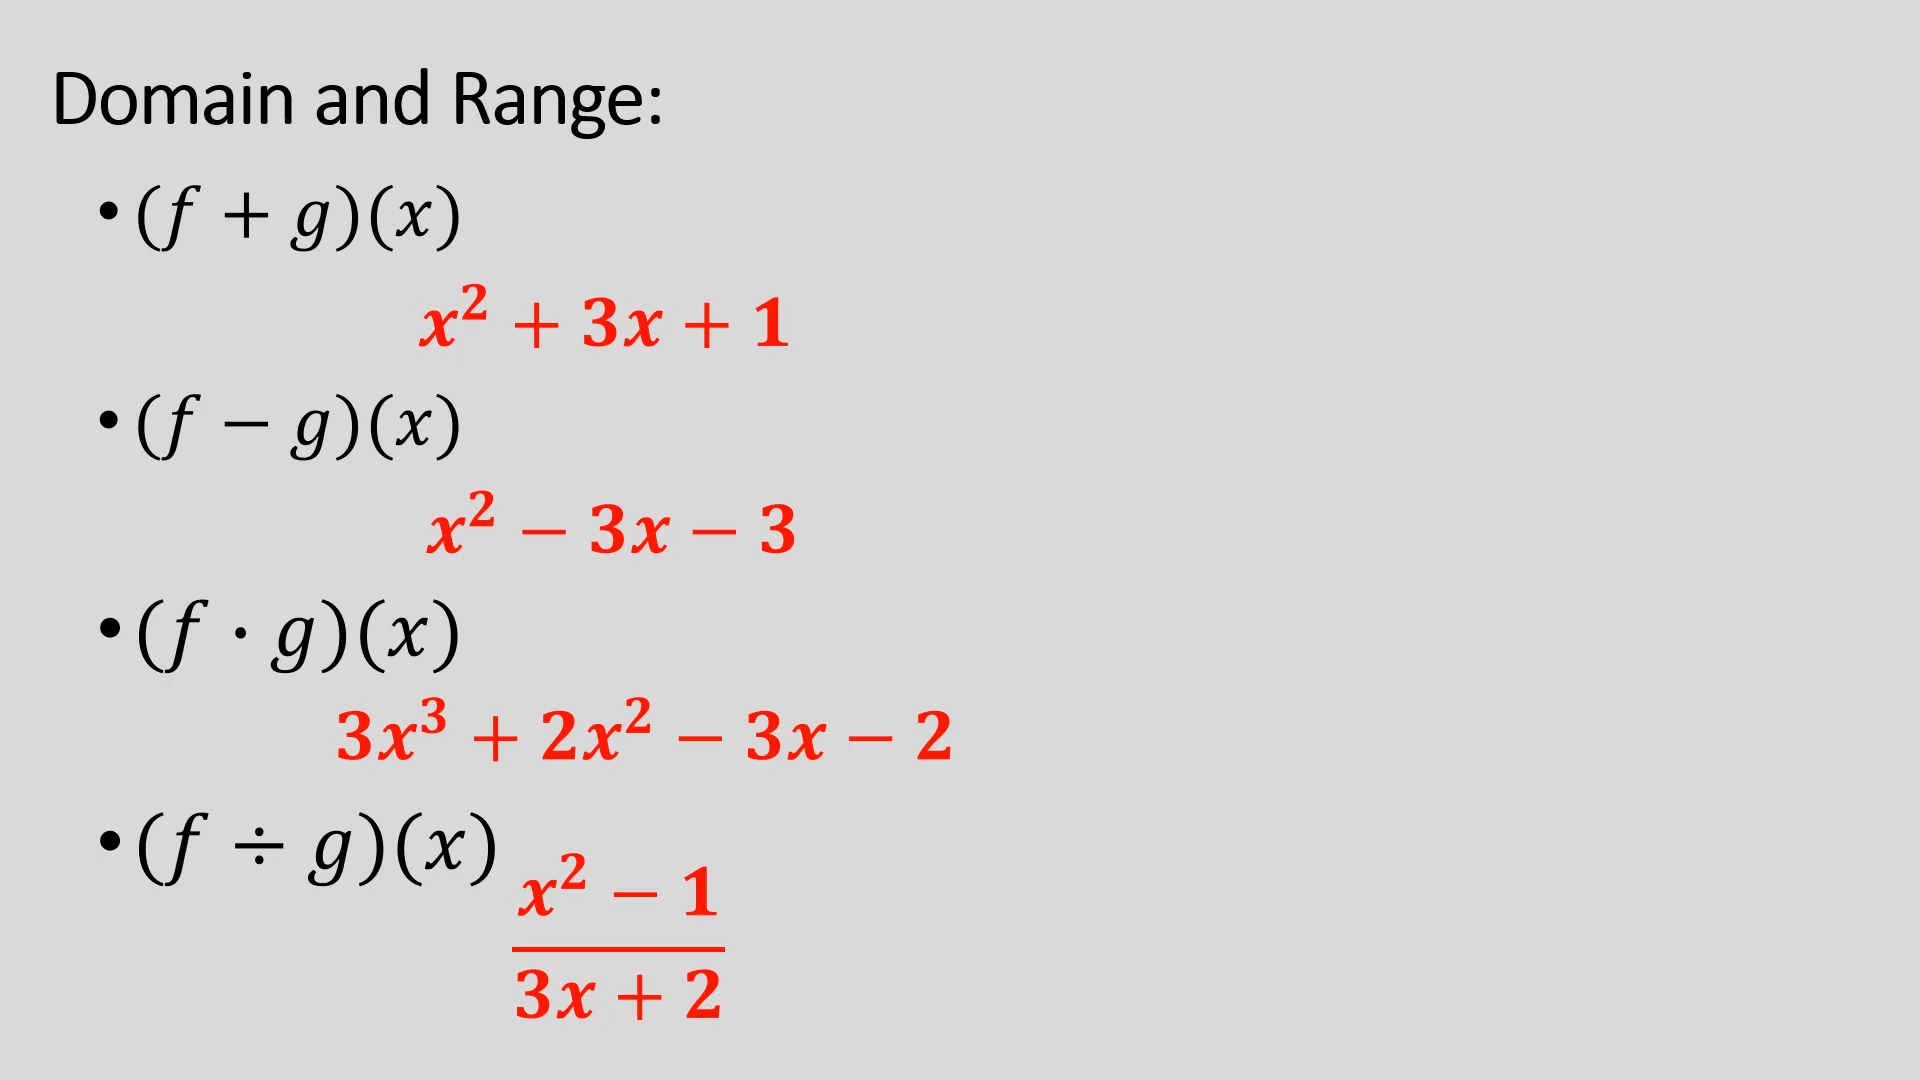 Domain and Range:
• (f + g)(x)
x² + 3x + 1
• (f − g)(x)
x² − 3x − 3
• (f · g)(x)
3x³ + 2x² − 3x − 2
• (f ÷ g)(x)
x² − 1
3x + 2